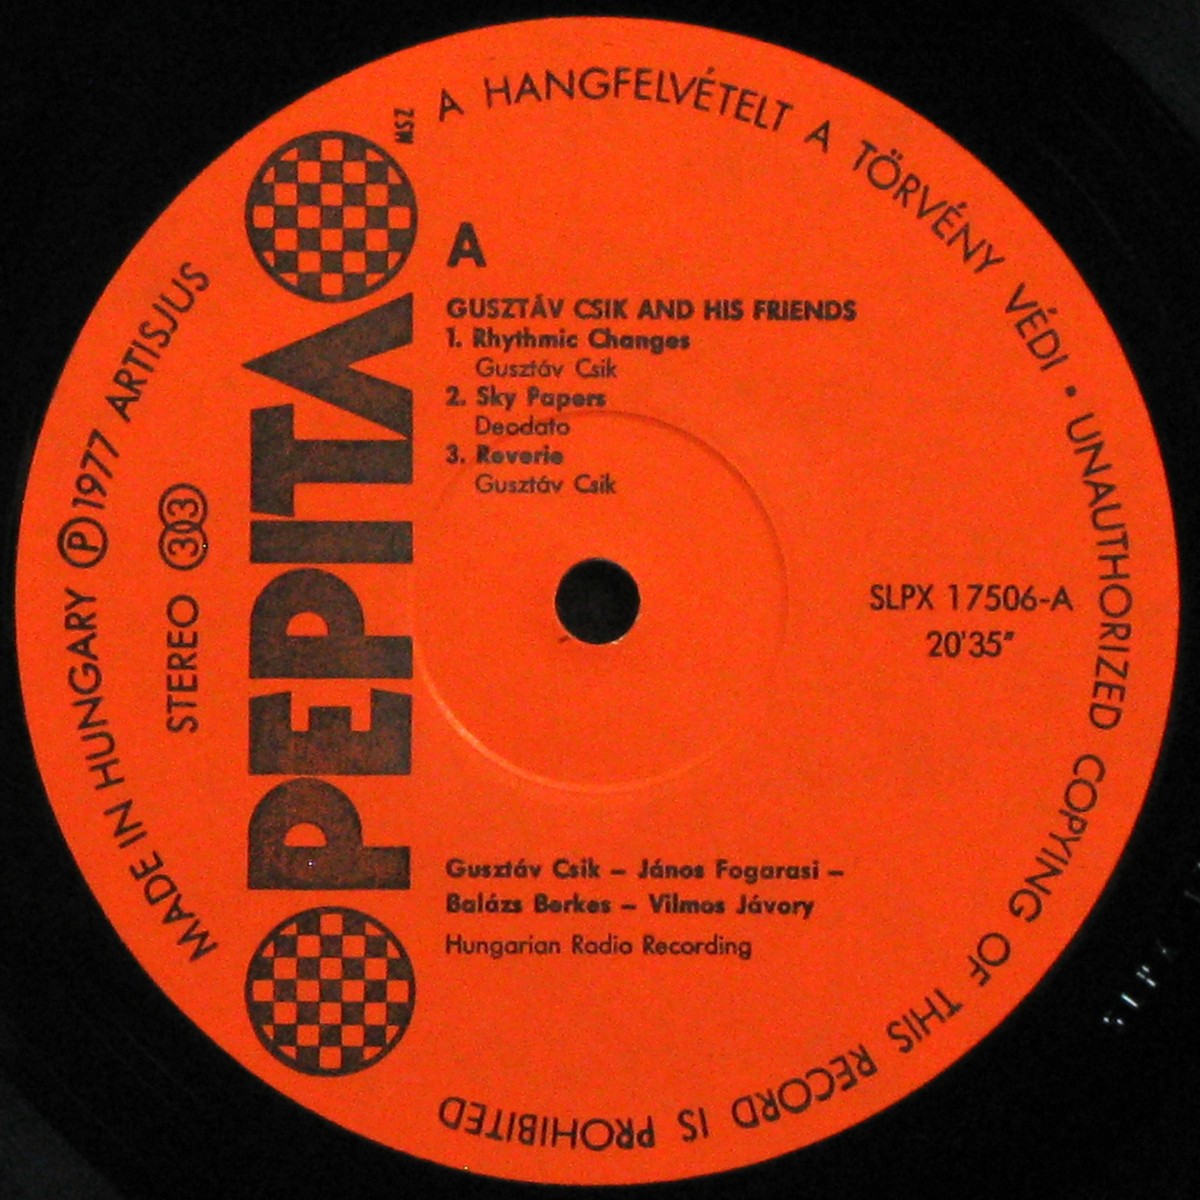 A HANGFELVÉTELT A TÖRVÉNY VÉDI • UNAUTHORIZED COPYING OF THIS RECORD IS PROHIBITED
MADE IN HUNGARY Ⓟ 1977 ARTISJUS
STEREO 33
PEPITA
MSZ
A
GUSZTÁV CSIK AND HIS FRIENDS
1. Rhythmic Changes
Gusztáv Csik
2. Sky Papers
Deodato
3. Reverie
Gusztáv Csik
SLPX 17506-A
20'35"
Gusztáv Csik – János Fogarasi –
Balázs Berkes – Vilmos Jávory
Hungarian Radio Recording